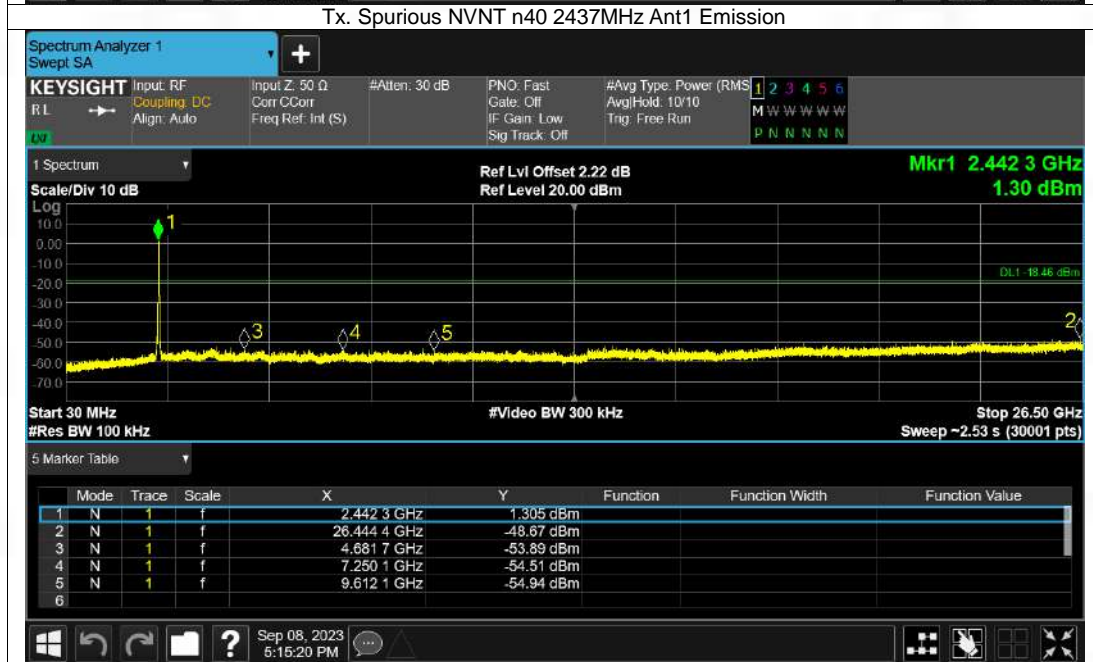 Tx. Spurious NVNT n40 2437MHz Ant1 Emission
Spectrum Analyzer 1
Swept SA
+
KEYSIGHT Input: RF Input Z: 50 Ω #Atten: 30 dB PNO: Fast #Avg Type: Power (RMS 1 2 3 4 5 6
RL Coupling: DC Corr CCorr Gate: Off Avg|Hold: 10/10 M W W W W W
Align: Auto Freq Ref: Int (S) IF Gain: Low Trig: Free Run
Sig Track: Off P N N N N N
LXI
1 Spectrum Ref Lvl Offset 2.22 dB Mkr1 2.442 3 GHz
Scale/Div 10 dB Ref Level 20.00 dBm 1.30 dBm
Log
10.0
1
0.00
-10.0
DL1 -18.46 dBm
-20.0
-30.0
-40.0
3 4 5 2
-50.0
-60.0
-70.0
Start 30 MHz #Video BW 300 kHz Stop 26.50 GHz
#Res BW 100 kHz Sweep ~2.53 s (30001 pts)
5 Marker Table
Mode Trace Scale X Y Function Function Width Function Value
1 N 1 f 2.442 3 GHz 1.305 dBm
2 N 1 f 26.444 4 GHz -48.67 dBm
3 N 1 f 4.681 7 GHz -53.89 dBm
4 N 1 f 7.250 1 GHz -54.51 dBm
5 N 1 f 9.612 1 GHz -54.94 dBm
6
? Sep 08, 2023
5:15:20 PM